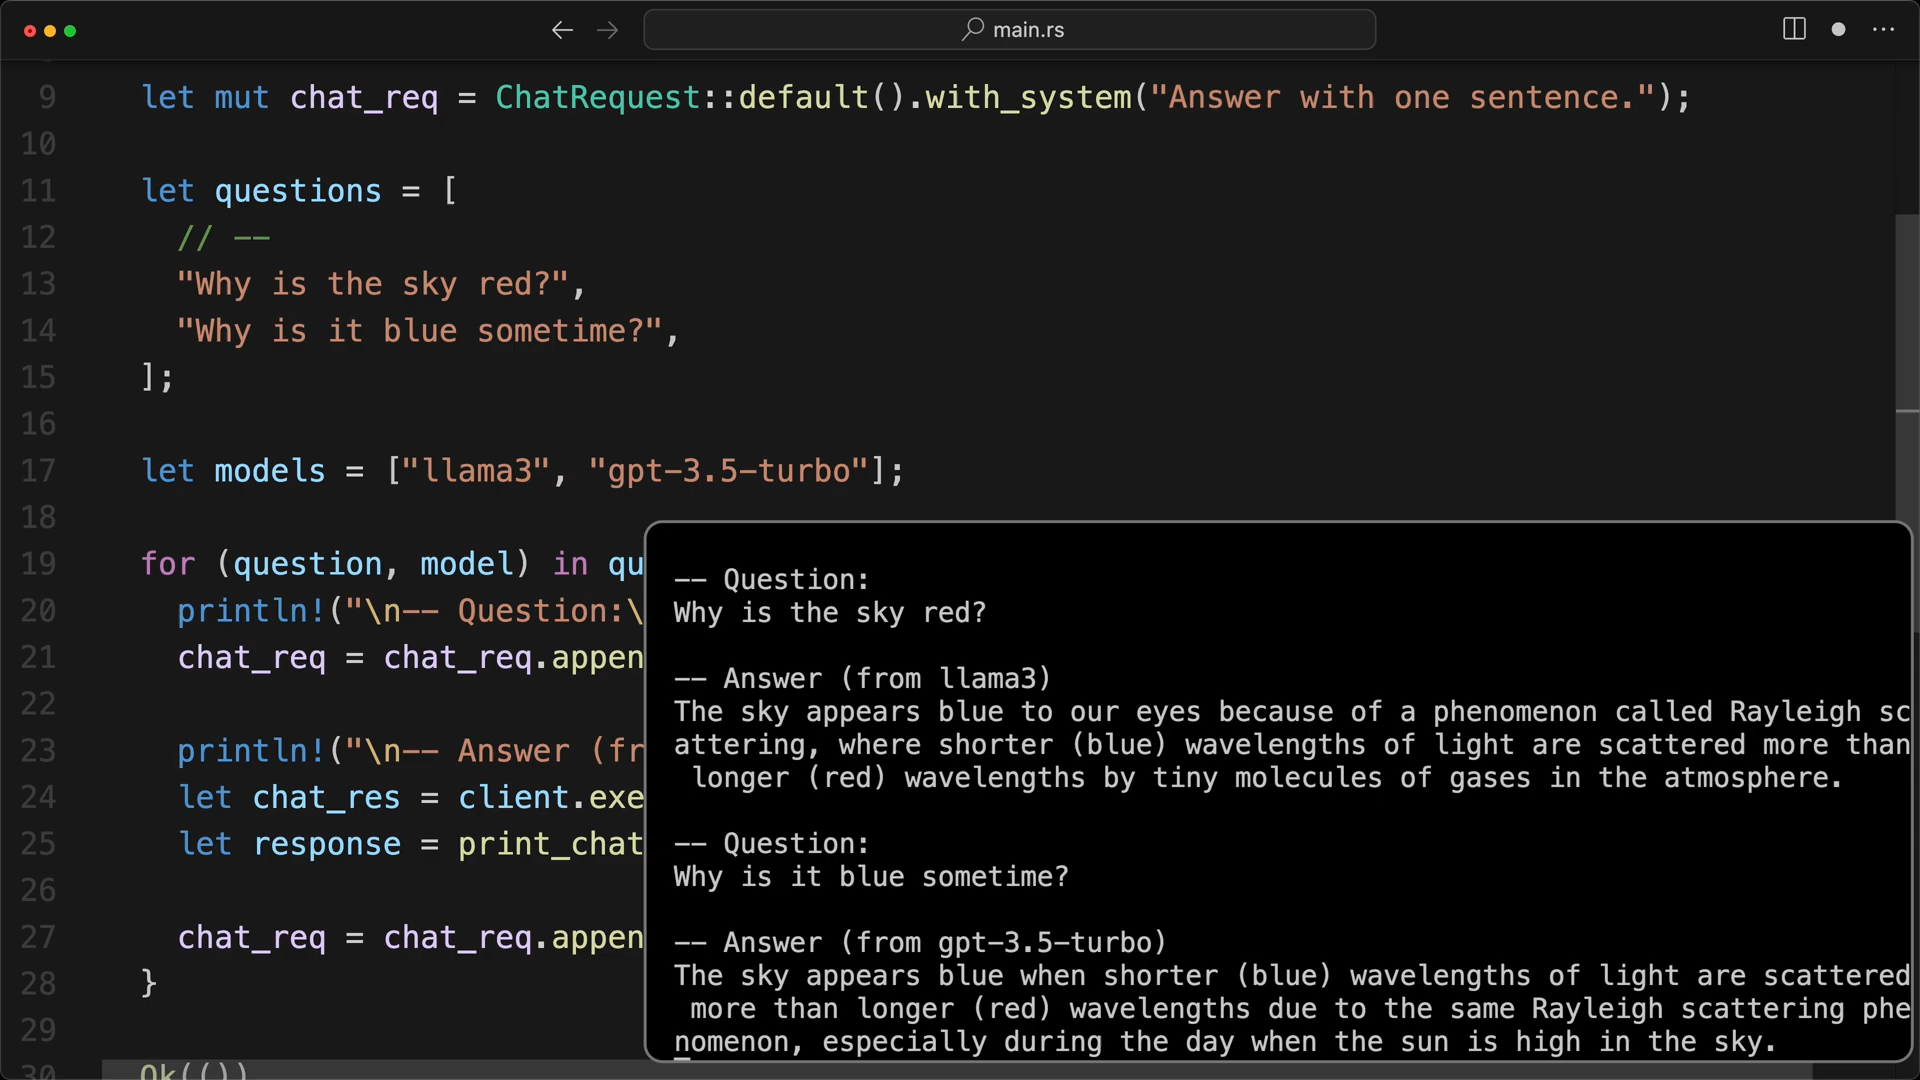 main.rs
9 let mut chat_req = ChatRequest::default().with_system("Answer with one sentence.");
10
11 let questions = [
12 // --
13 "Why is the sky red?",
14 "Why is it blue sometime?",
15 ];
16
17 let models = ["llama3", "gpt-3.5-turbo"];
18
19 for (question, model) in qu
20 println!("\n-- Question:\
21 chat_req = chat_req.appen
22
23 println!("\n-- Answer (fr
24 let chat_res = client.exe
25 let response = print_chat
26
27 chat_req = chat_req.appen
28 }
29
30 Ok(())
-- Question:
Why is the sky red?
-- Answer (from llama3)
The sky appears blue to our eyes because of a phenomenon called Rayleigh sc
attering, where shorter (blue) wavelengths of light are scattered more than
longer (red) wavelengths by tiny molecules of gases in the atmosphere.
-- Question:
Why is it blue sometime?
-- Answer (from gpt-3.5-turbo)
The sky appears blue when shorter (blue) wavelengths of light are scattered
more than longer (red) wavelengths due to the same Rayleigh scattering phe
nomenon, especially during the day when the sun is high in the sky.